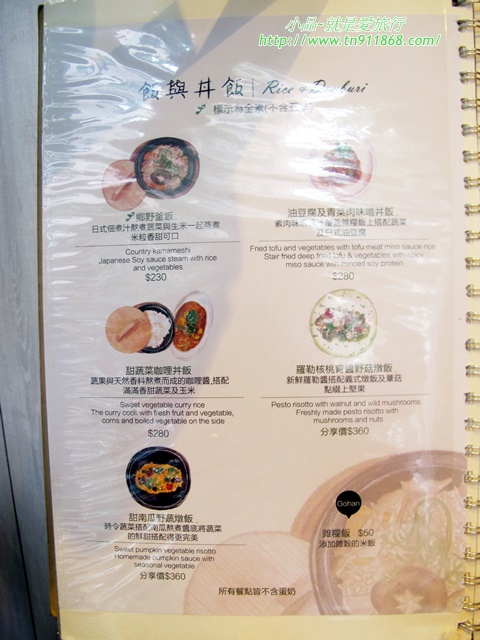 小品-就是愛旅行
http://www.tn911868.com/
飯與丼飯 | Rice & Donburi
標示為全素(不含五辛)
鄉野釜飯
日式佃煮汁熬煮蔬菜與生米一起蒸煮
米粒香甜可口
Country kamameshi
Japanese Soy sauce steam with rice
and vegetables
$230
油豆腐及青菜肉味噌丼飯
素肉味噌
雜糧飯上搭配蔬菜
及日式油豆腐
Fried tofu and vegetables with tofu meat miso sauce rice
Stair fried deep fried tofu & vegetables with spicy
miso sauce with minced soy protein
$280
甜蔬菜咖哩丼飯
蔬果與天然香料熬煮而成的咖哩醬,搭配
滿滿香甜蔬菜及玉米
Sweet vegetable curry rice
The curry cook with fresh fruit and vegetable,
corns and boiled vegetable on the side
$280
羅勒核桃青醬野菇燉飯
新鮮羅勒醬搭配義式燉飯及蘑菇
點綴上堅果
Pesto risotto with walnut and wild mushrooms
Freshly made pesto risotto with
mushrooms and nuts
分享價$360
甜南瓜野蔬燉飯
時令蔬菜搭配南瓜熬煮醬底將蔬菜
的鮮甜搭配得更完美
Sweet pumpkin vegetable risotto
Homemade pumpkin sauce with
seasonal vegetable
分享價$360
Gohan
雜糧飯 $50
添加雜穀的米飯
所有餐點皆不含蛋奶